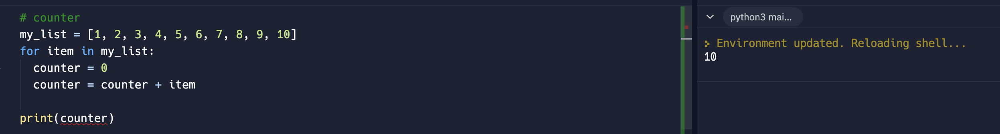 # counter
my_list = [1, 2, 3, 4, 5, 6, 7, 8, 9, 10]
for item in my_list:
  counter = 0
  counter = counter + item
print(counter)
python3 mai...
Environment updated. Reloading shell...
10